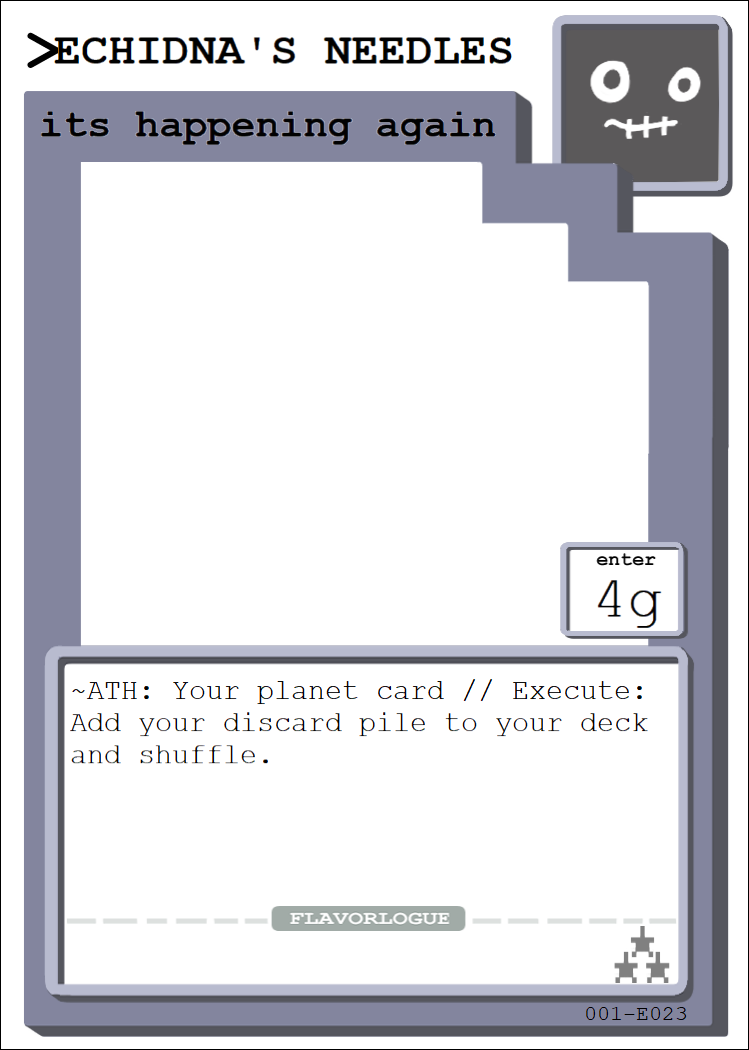 >ECHIDNA'S NEEDLES
its happening again
enter
4g
~ATH: Your planet card // Execute:
Add your discard pile to your deck
and shuffle.
FLAVORLOGUE
001-E023